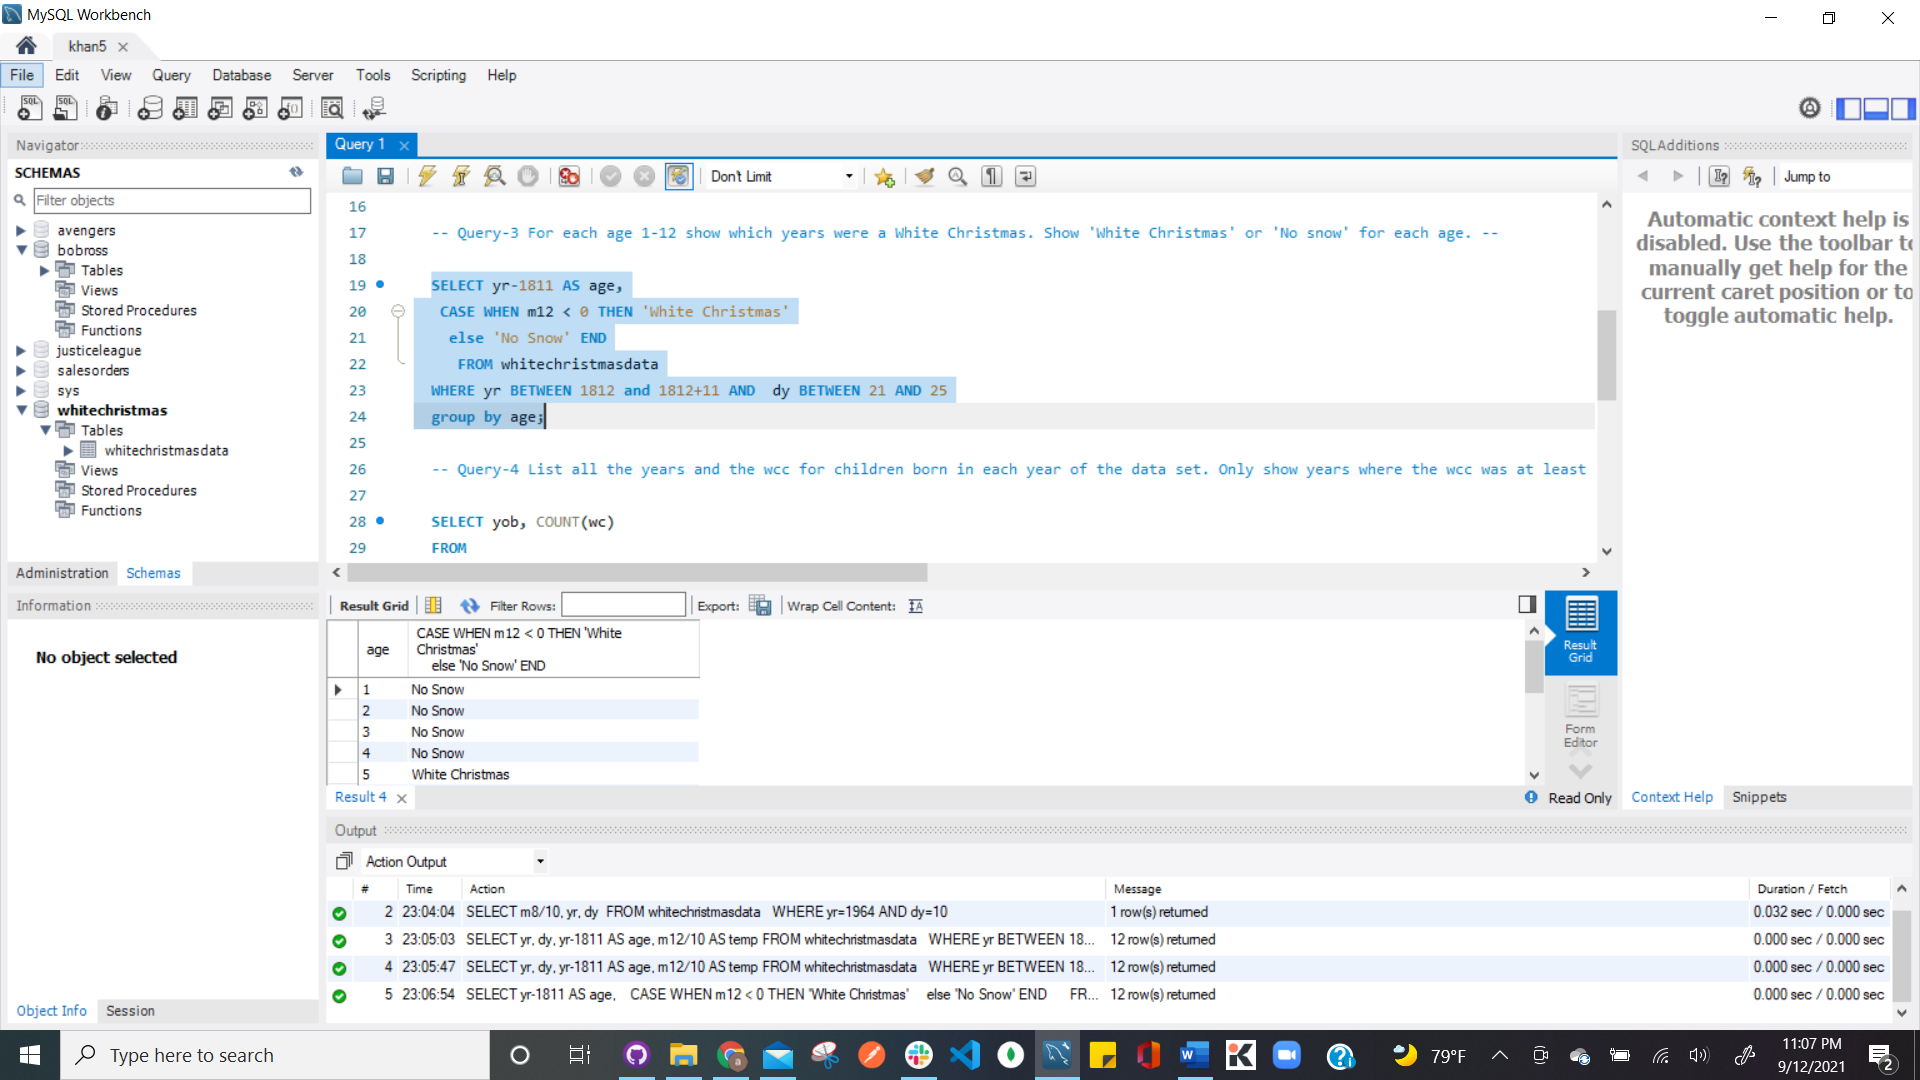 MySQL Workbench
khan5
File Edit View Query Database Server Tools Scripting Help
Navigator
SCHEMAS
Filter objects
avengers
bobross
Tables
Views
Stored Procedures
Functions
justiceleague
salesorders
sys
whitechristmas
Tables
whitechristmasdata
Views
Stored Procedures
Functions
Administration Schemas
Information
No object selected
Object Info Session
Query 1
Don't Limit
16
17 -- Query-3 For each age 1-12 show which years were a White Christmas. Show 'White Christmas' or 'No snow' for each age. --
18
19 SELECT yr-1811 AS age,
20 CASE WHEN m12 < 0 THEN 'White Christmas'
21 else 'No Snow' END
22 FROM whitechristmasdata
23 WHERE yr BETWEEN 1812 and 1812+11 AND  dy BETWEEN 21 AND 25
24 group by age;
25
26 -- Query-4 List all the years and the wcc for children born in each year of the data set. Only show years where the wcc was at least
27
28 SELECT yob, COUNT(wc)
29 FROM
Result Grid Filter Rows: Export: Wrap Cell Content:
age CASE WHEN m12 < 0 THEN 'White
Christmas'
else 'No Snow' END
1 No Snow
2 No Snow
3 No Snow
4 No Snow
5 White Christmas
Result Grid
Form Editor
Result 4
Read Only
SQLAdditions
Jump to
Automatic context help is
disabled. Use the toolbar to
manually get help for the
current caret position or to
toggle automatic help.
Context Help Snippets
Output
Action Output
# Time Action Message Duration / Fetch
2 23:04:04 SELECT m8/10, yr, dy FROM whitechristmasdata WHERE yr=1964 AND dy=10 1 row(s) returned 0.032 sec / 0.000 sec
3 23:05:03 SELECT yr, dy, yr-1811 AS age, m12/10 AS temp FROM whitechristmasdata WHERE yr BETWEEN 18... 12 row(s) returned 0.000 sec / 0.000 sec
4 23:05:47 SELECT yr, dy, yr-1811 AS age, m12/10 AS temp FROM whitechristmasdata WHERE yr BETWEEN 18... 12 row(s) returned 0.000 sec / 0.000 sec
5 23:06:54 SELECT yr-1811 AS age, CASE WHEN m12 < 0 THEN 'White Christmas' else 'No Snow' END FR... 12 row(s) returned 0.000 sec / 0.000 sec
Type here to search
79°F
11:07 PM
9/12/2021
2